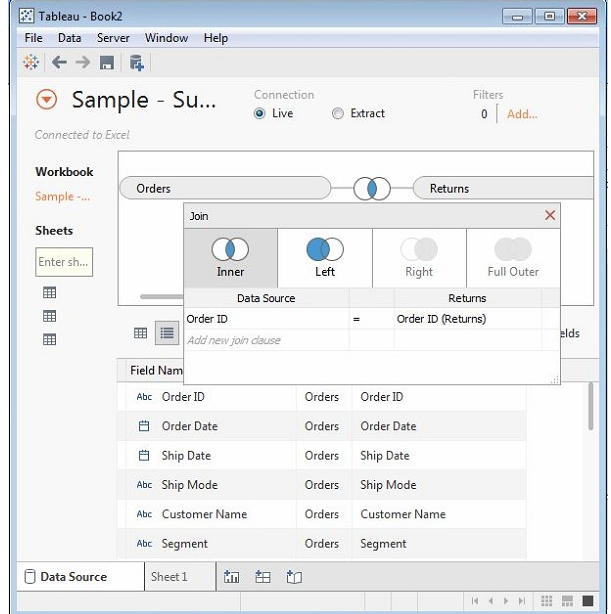 Tableau - Book2
File Data Server Window Help
Sample - Su...
Connection
Live Extract
Filters
0 Add...
Connected to Excel
Workbook
Sample -...
Sheets
Enter sh...
Orders Returns
Join
Inner Left Right Full Outer
Data Source Returns
Order ID = Order ID (Returns)
Add new join clause
elds
Field Nam
Abc Order ID Orders Order ID
Order Date Orders Order Date
Ship Date Orders Ship Date
Abc Ship Mode Orders Ship Mode
Abc Customer Name Orders Customer Name
Abc Segment Orders Segment
Data Source Sheet 1